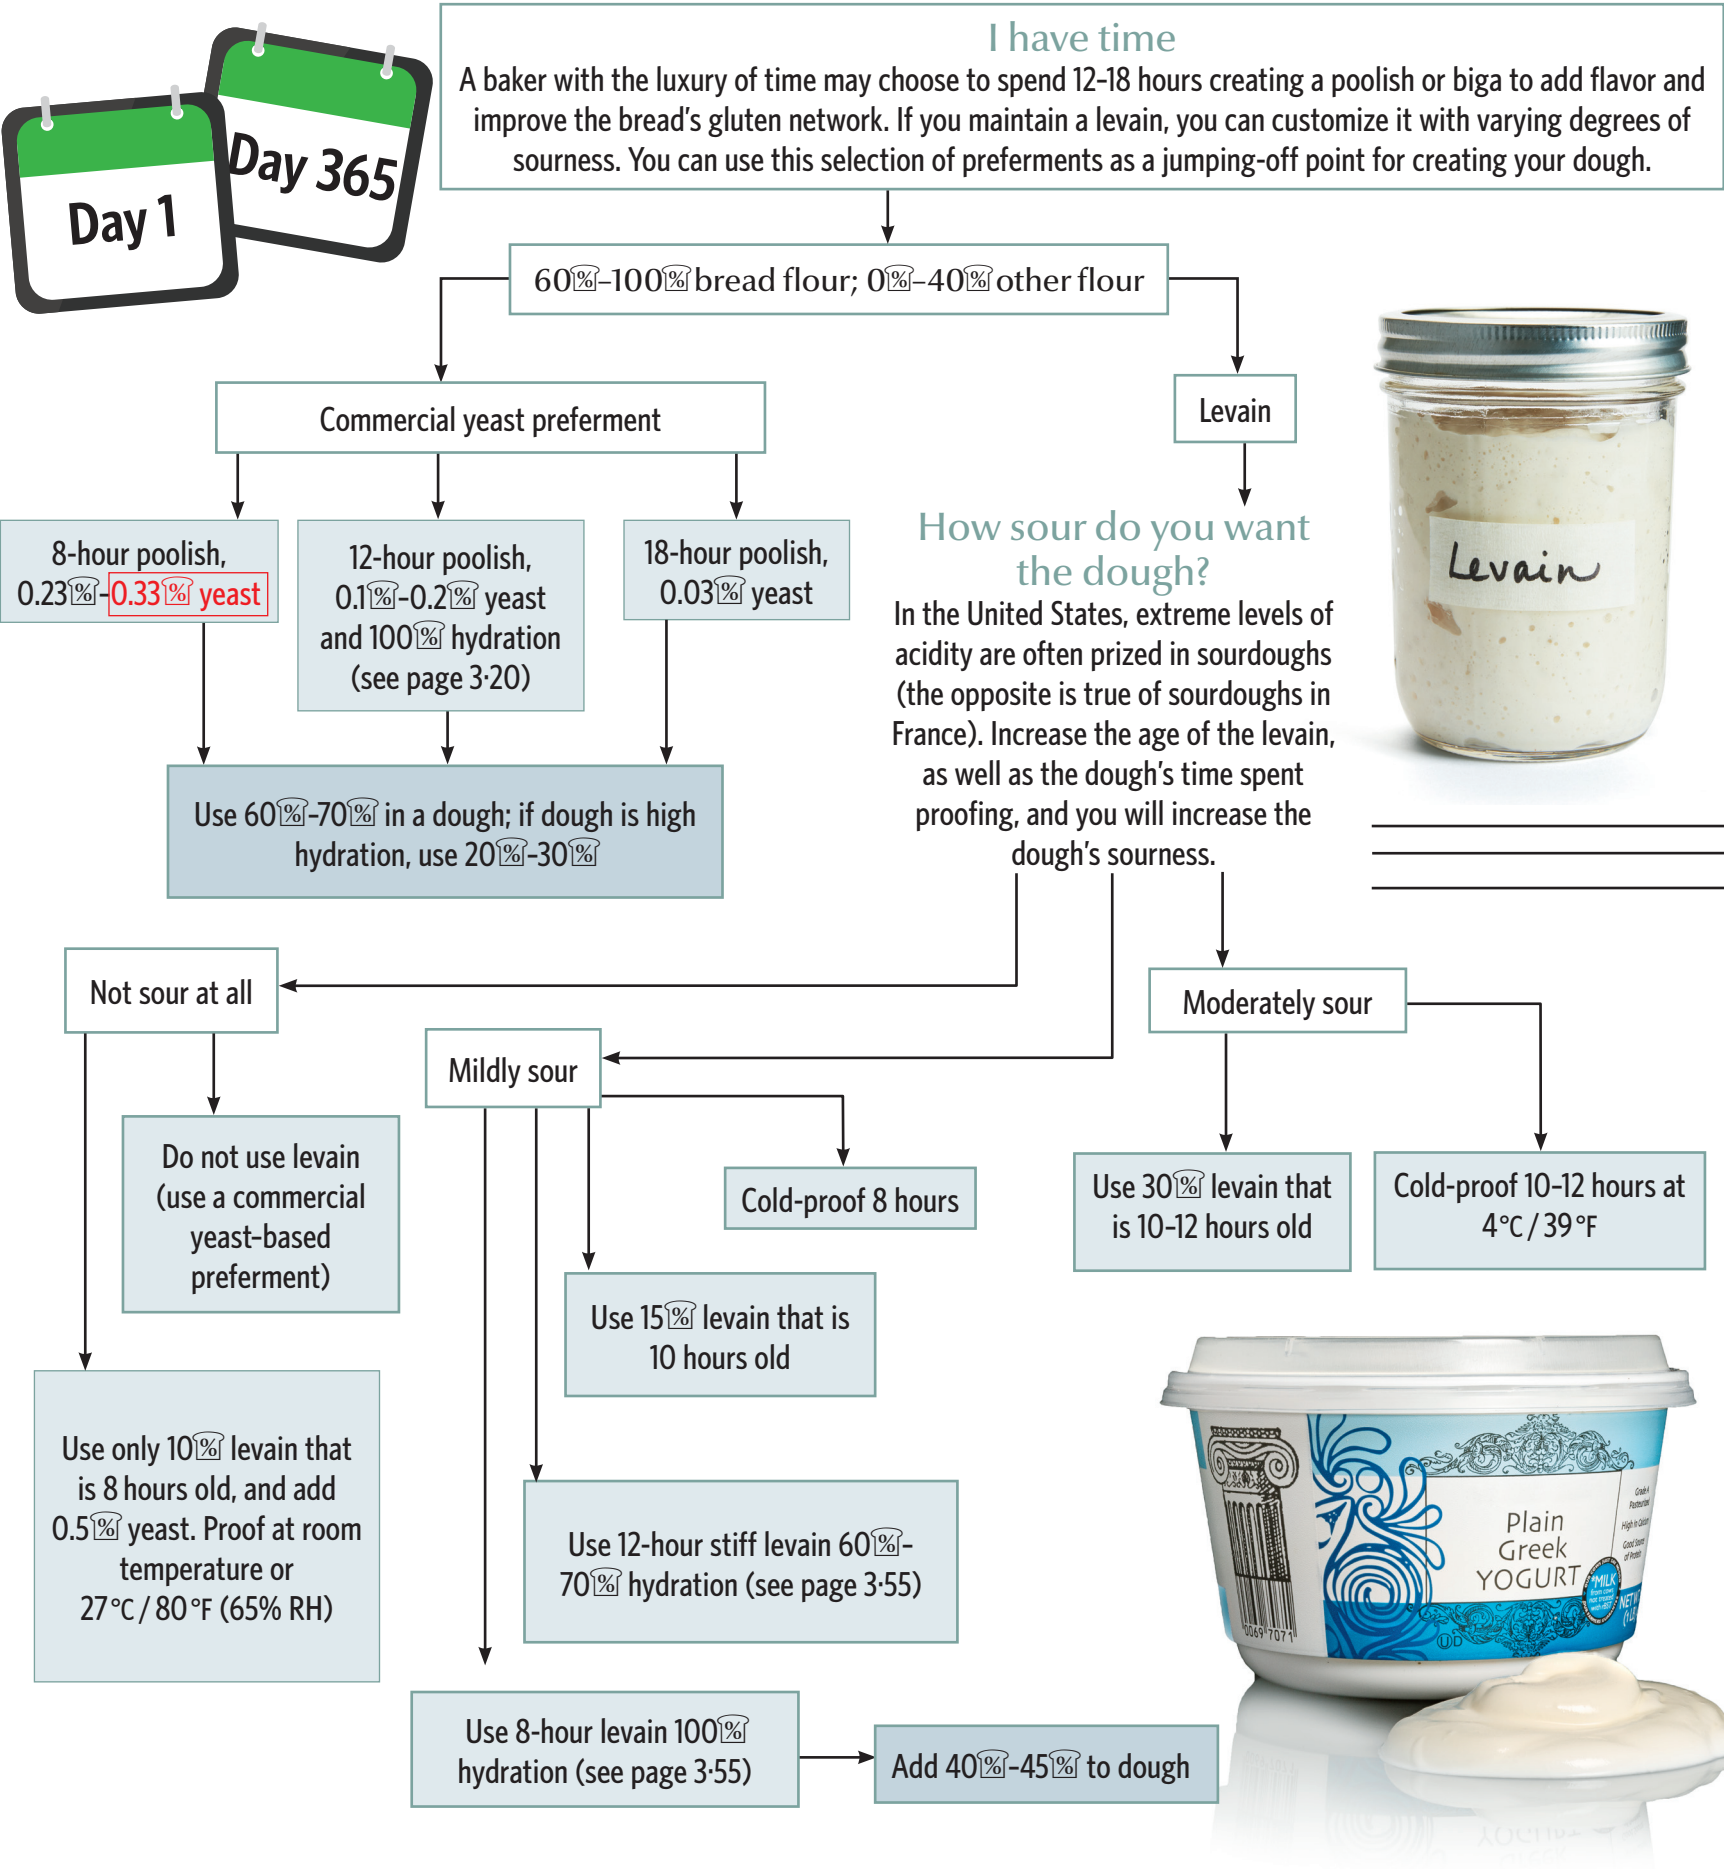 I have time
A baker with the luxury of time may choose to spend 12–18 hours creating a poolish or biga to add flavor and
improve the bread's gluten network. If you maintain a levain, you can customize it with varying degrees of
sourness. You can use this selection of preferments as a jumping-off point for creating your dough.
Day 1
Day 365
60%–100% bread flour; 0%–40% other flour
Commercial yeast preferment
Levain
8-hour poolish,
0.23%–0.33% yeast
12-hour poolish,
0.1%–0.2% yeast
and 100% hydration
(see page 3·20)
18-hour poolish,
0.03% yeast
Use 60%–70% in a dough; if dough is high
hydration, use 20%–30%
How sour do you want
the dough?
In the United States, extreme levels of
acidity are often prized in sourdoughs
(the opposite is true of sourdoughs in
France). Increase the age of the levain,
as well as the dough's time spent
proofing, and you will increase the
dough's sourness.
Levain
Not sour at all
Do not use levain
(use a commercial
yeast-based
preferment)
Use only 10% levain that
is 8 hours old, and add
0.5% yeast. Proof at room
temperature or
27°C / 80°F (65% RH)
Mildly sour
Cold-proof 8 hours
Use 15% levain that is
10 hours old
Use 12-hour stiff levain 60%–
70% hydration (see page 3·55)
Use 8-hour levain 100%
hydration (see page 3·55)
Add 40%–45% to dough
Moderately sour
Use 30% levain that
is 10–12 hours old
Cold-proof 10–12 hours at
4°C / 39°F
Plain
Greek
YOGURT
Grade A
Pasteurized
High in Calcium
Good Source
of Protein
MILK
0069 7071